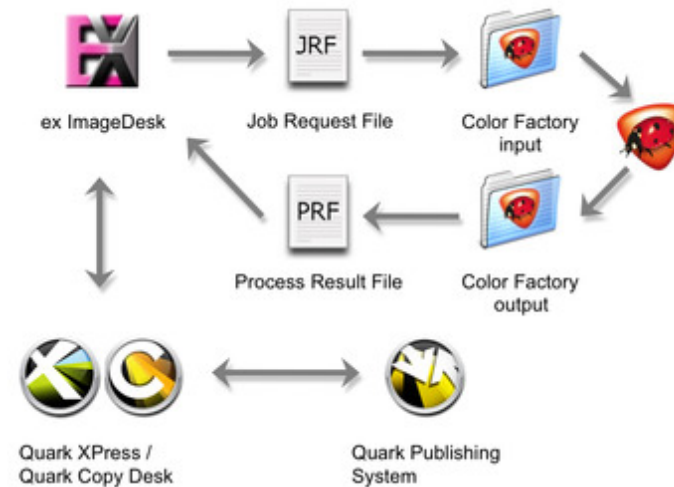 EX
JRF
ex ImageDesk
Job Request File
Color Factory
input
PRF
Process Result File
Color Factory
output
X
C
Quark XPress /
Quark Copy Desk
Quark Publishing
System